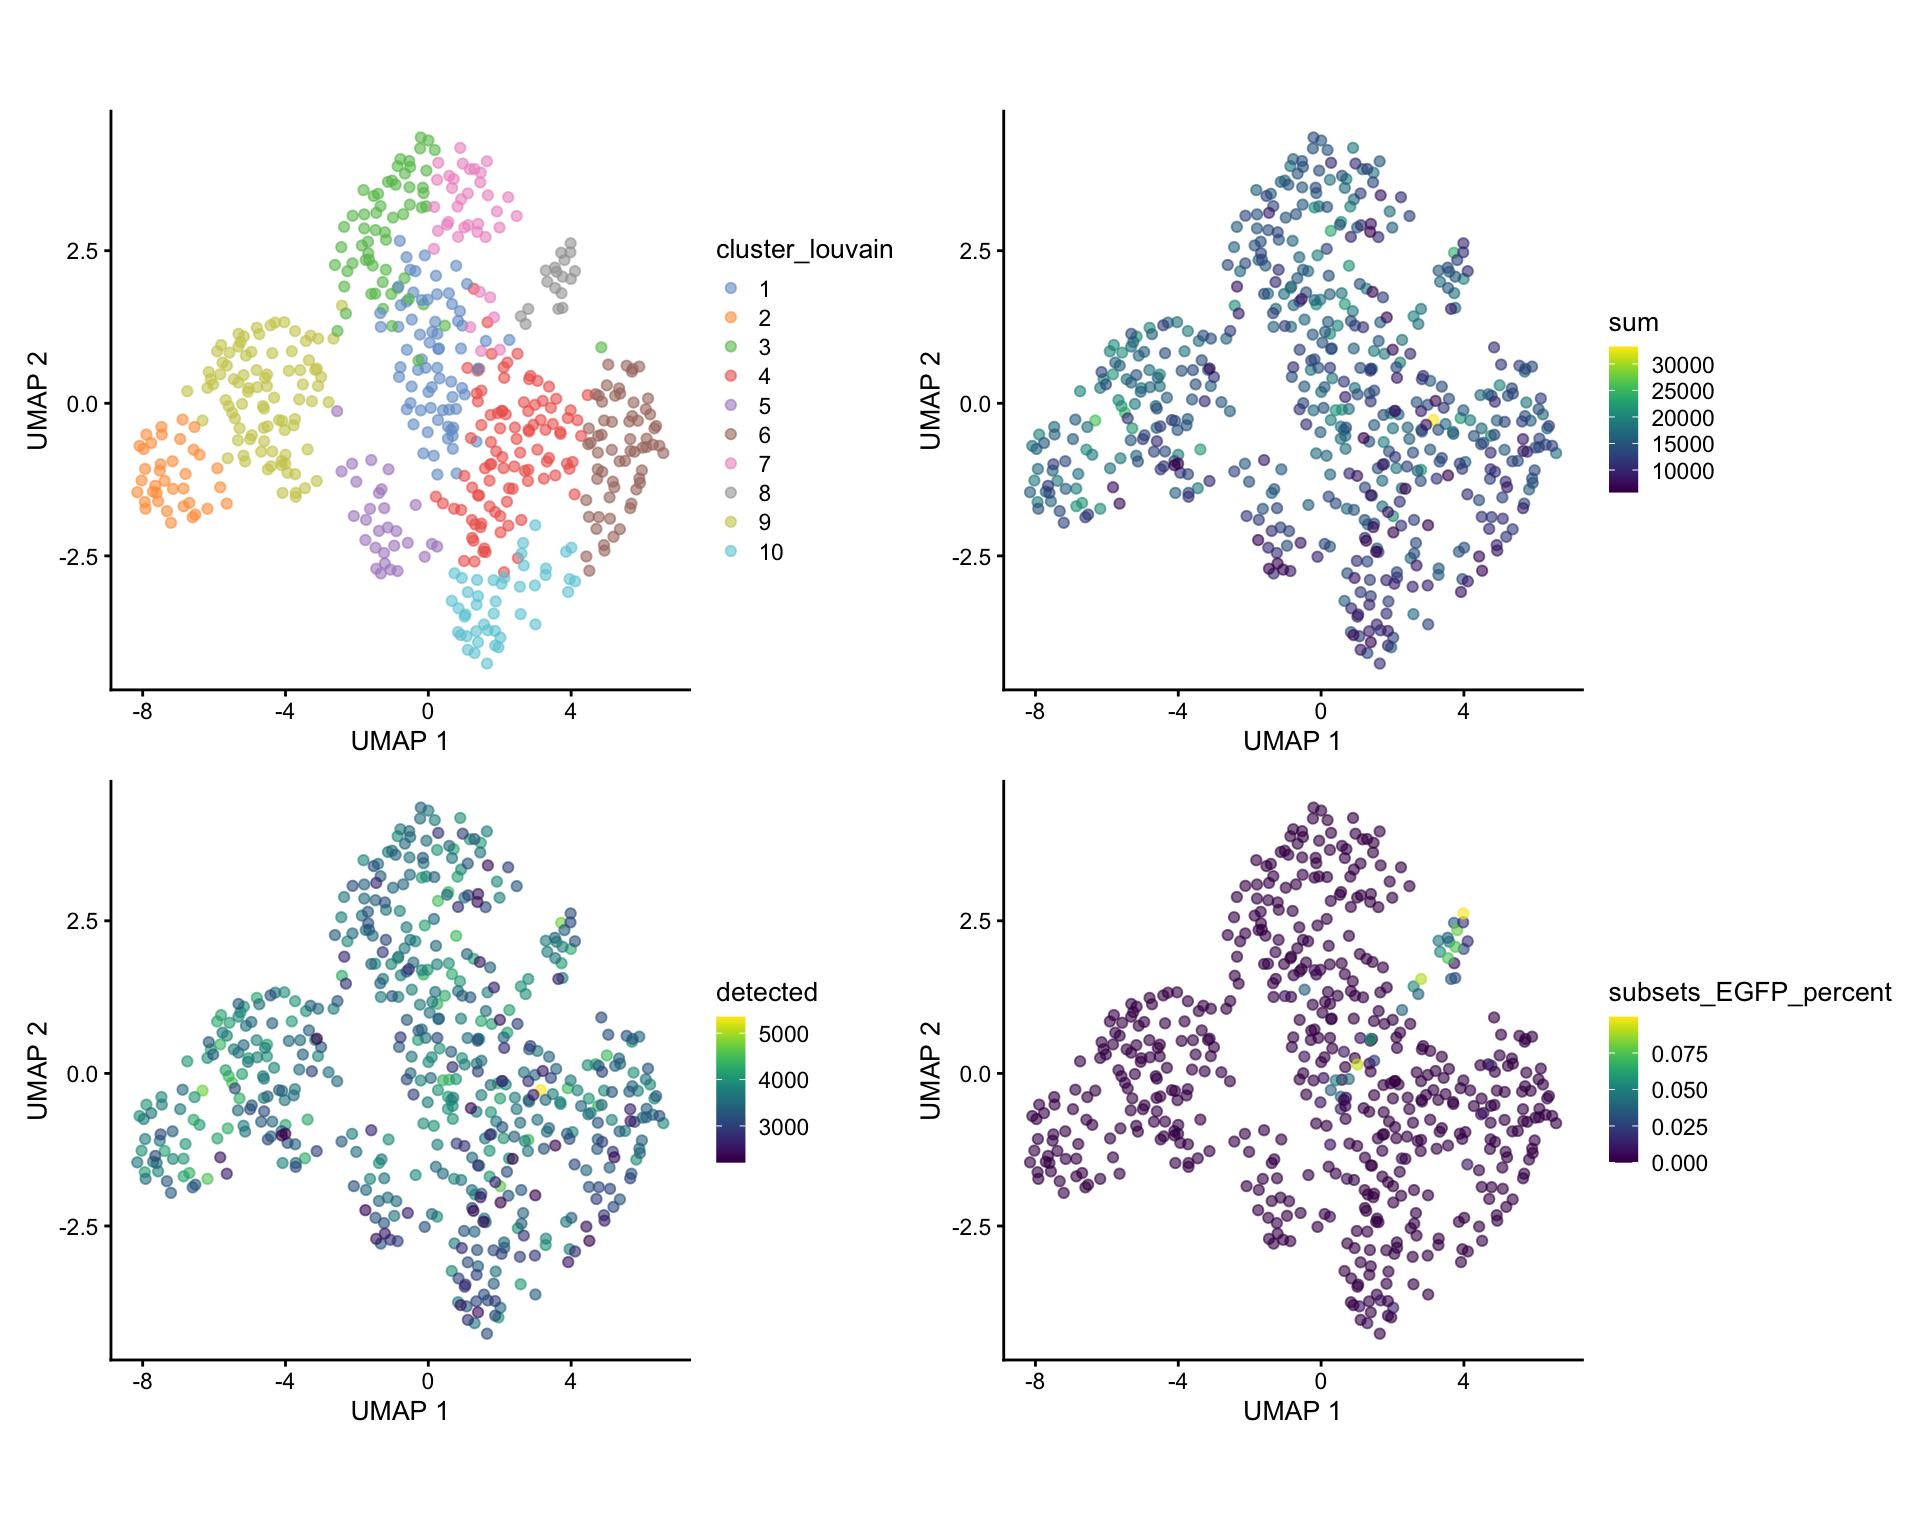 2.5
0.0
-2.5
UMAP 2
-8 -4 0 4
UMAP 1
cluster_louvain
1
2
3
4
5
6
7
8
9
10
2.5
0.0
-2.5
UMAP 2
-8 -4 0 4
UMAP 1
sum
30000
25000
20000
15000
10000
2.5
0.0
-2.5
UMAP 2
-8 -4 0 4
UMAP 1
detected
5000
4000
3000
2.5
0.0
-2.5
UMAP 2
-8 -4 0 4
UMAP 1
subsets_EGFP_percent
0.075
0.050
0.025
0.000